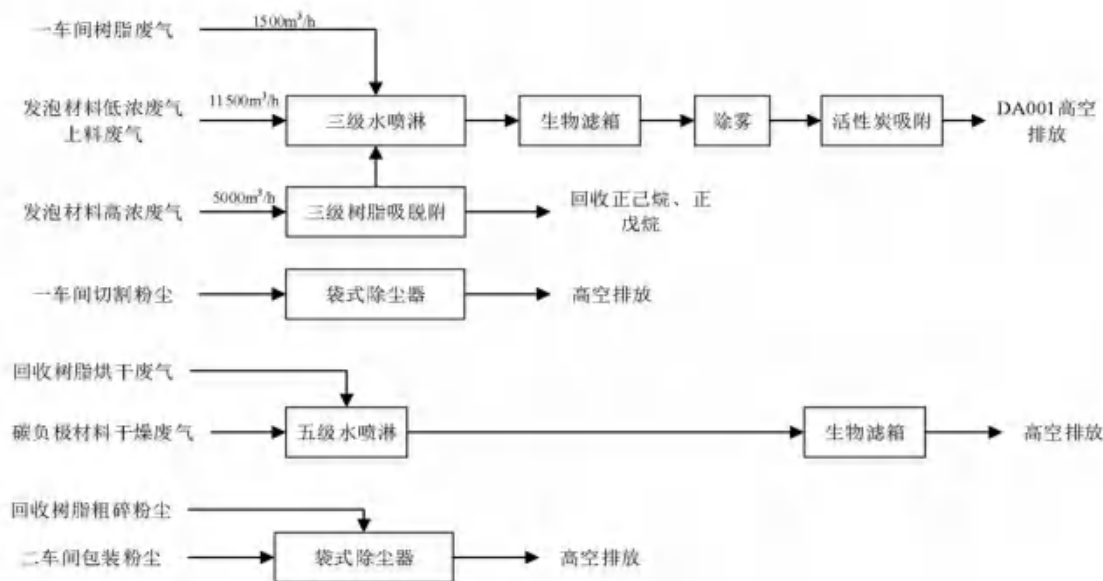 一车间树脂废气
1500m³/h
发泡材料低浓废气
上料废气
11500m³/h
三级水喷淋
生物滤箱
除雾
活性炭吸附
DA001高空
排放
发泡材料高浓废气
5000m³/h
三级树脂吸脱附
回收正己烷、正
戊烷
一车间切割粉尘
袋式除尘器
高空排放
回收树脂烘干废气
碳负极材料干燥废气
五级水喷淋
生物滤箱
高空排放
回收树脂粗碎粉尘
二车间包装粉尘
袋式除尘器
高空排放